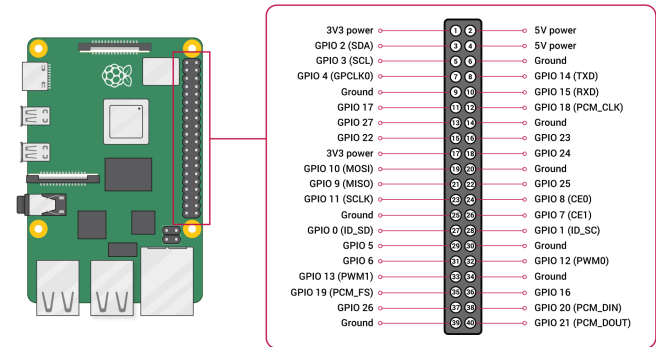 3V3 power 1 2 5V power
GPIO 2 (SDA) 3 4 5V power
GPIO 3 (SCL) 5 6 Ground
GPIO 4 (GPCLK0) 7 8 GPIO 14 (TXD)
Ground 9 10 GPIO 15 (RXD)
GPIO 17 11 12 GPIO 18 (PCM_CLK)
GPIO 27 13 14 Ground
GPIO 22 15 16 GPIO 23
3V3 power 17 18 GPIO 24
GPIO 10 (MOSI) 19 20 Ground
GPIO 9 (MISO) 21 22 GPIO 25
GPIO 11 (SCLK) 23 24 GPIO 8 (CE0)
Ground 25 26 GPIO 7 (CE1)
GPIO 0 (ID_SD) 27 28 GPIO 1 (ID_SC)
GPIO 5 29 30 Ground
GPIO 6 31 32 GPIO 12 (PWM0)
GPIO 13 (PWM1) 33 34 Ground
GPIO 19 (PCM_FS) 35 36 GPIO 16
GPIO 26 37 38 GPIO 20 (PCM_DIN)
Ground 39 40 GPIO 21 (PCM_DOUT)